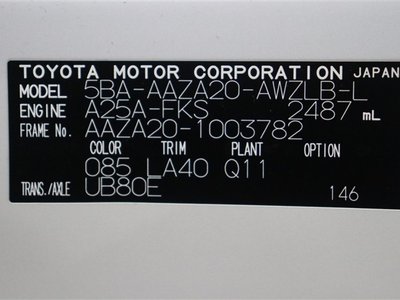 TOYOTA MOTOR CORPORATION JAPAN
MODEL 5BA-AAZA20-AWZLB-L
ENGINE A25A-FKS 2487 mL
FRAME No. AAZA20-1003782
COLOR TRIM PLANT OPTION
085 LA40 Q11
TRANS./AXLE UB80E 146